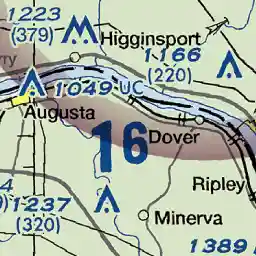 1223
(379)
Higginsport
1166
(220)
1049 UC
Augusta
16
Dover
Ripley
1237
(320)
Minerva
1389